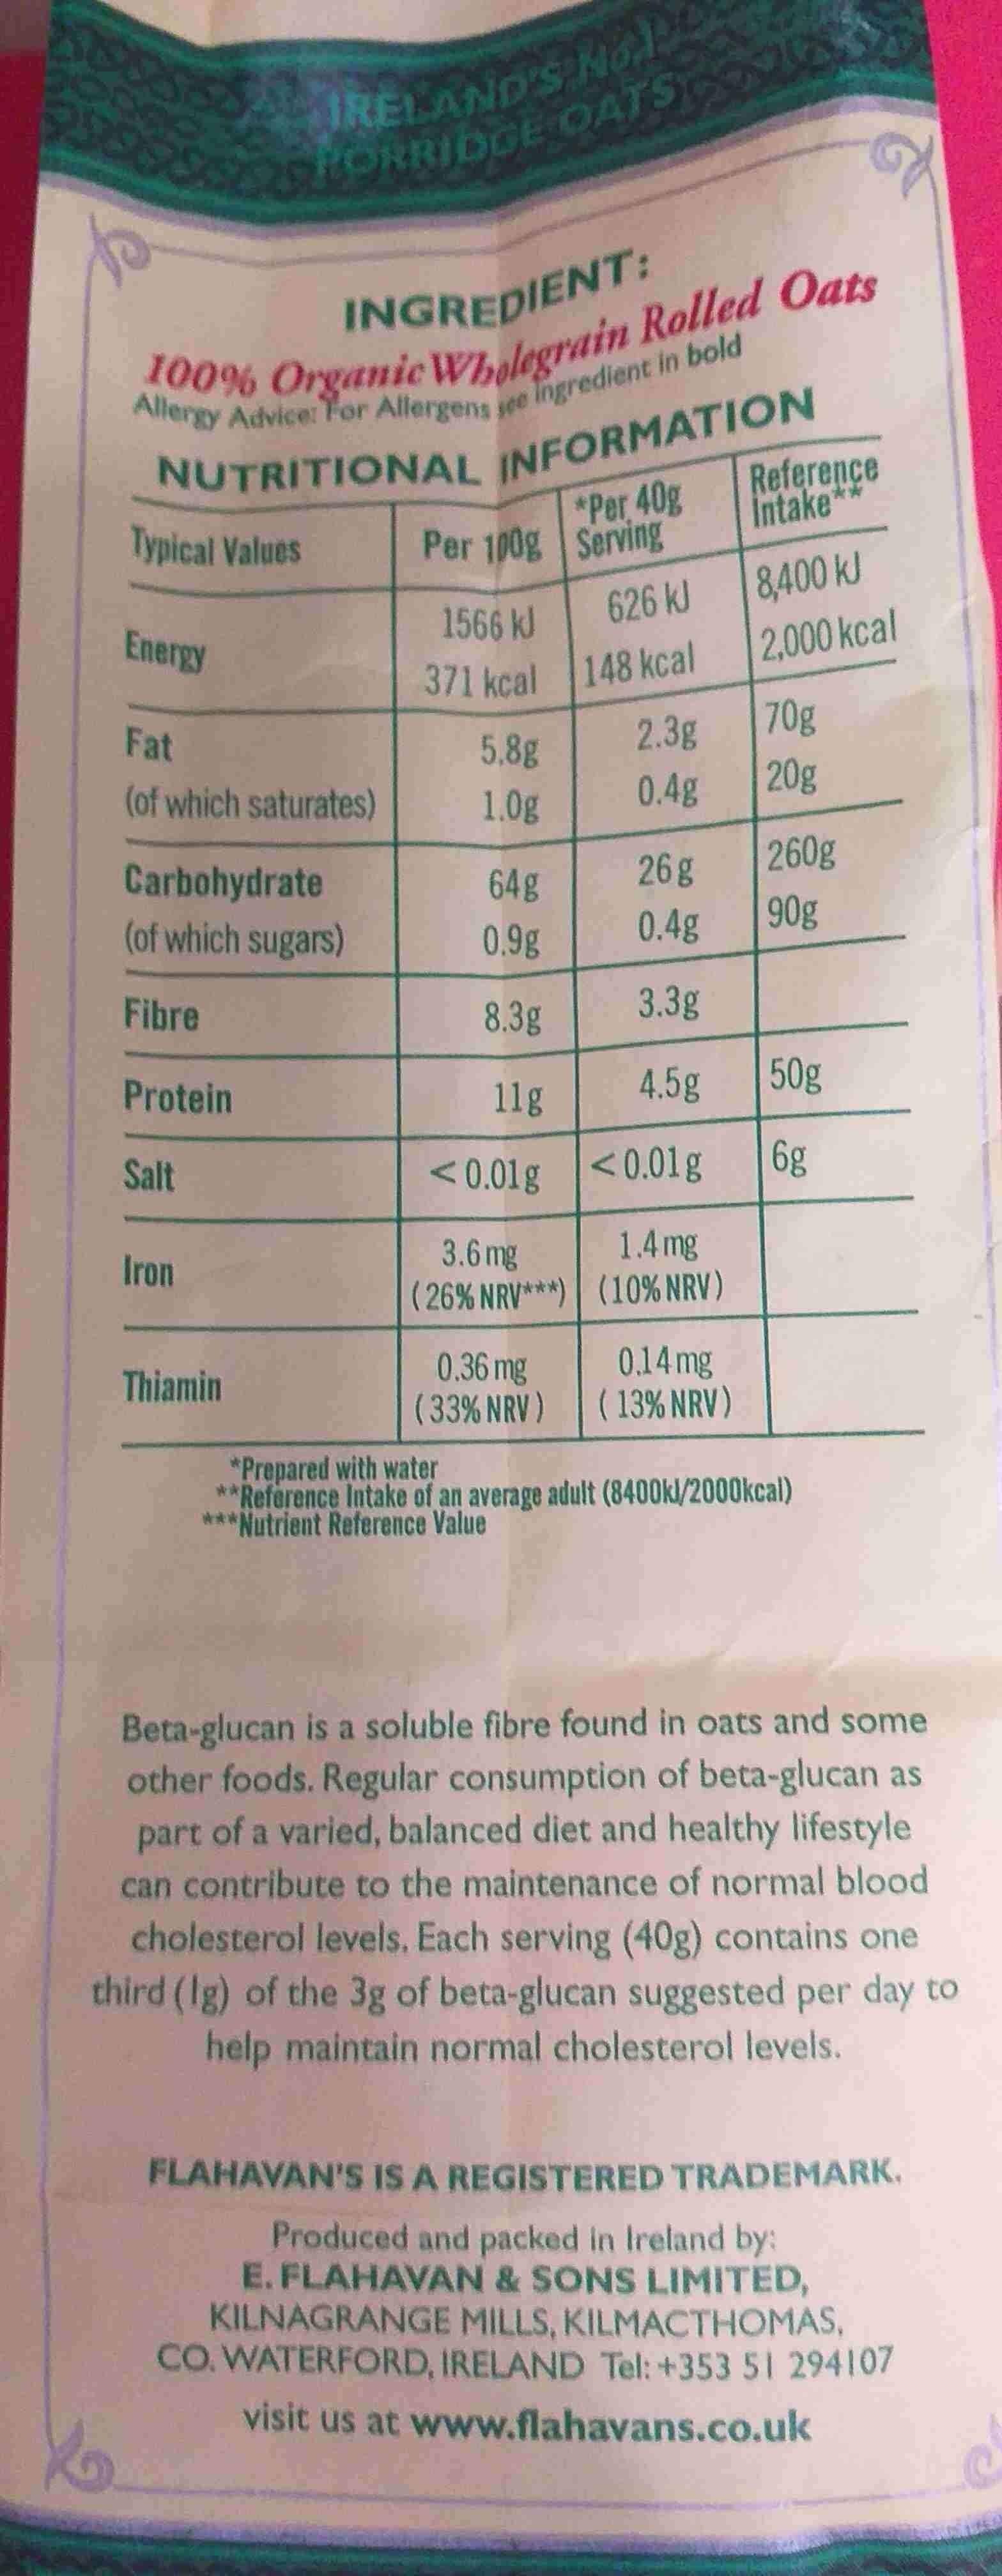 IRELAND'S No.1
PORRIDGE OATS
INGREDIENT:
100% Organic Wholegrain Rolled Oats
Allergy Advice: For Allergens see ingredient in bold
NUTRITIONAL INFORMATION
Typical Values Per 100g *Per 40g Serving Reference Intake**
Energy 1566 kJ 626 kJ 8,400 kJ
371 kcal 148 kcal 2,000 kcal
Fat 5.8g 2.3g 70g
(of which saturates) 1.0g 0.4g 20g
Carbohydrate 64g 26g 260g
(of which sugars) 0.9g 0.4g 90g
Fibre 8.3g 3.3g
Protein 11g 4.5g 50g
Salt <0.01g <0.01g 6g
Iron 3.6mg 1.4mg
(26% NRV***) (10% NRV)
Thiamin 0.36mg 0.14mg
(33% NRV) (13% NRV)
*Prepared with water
**Reference Intake of an average adult (8400kJ/2000kcal)
***Nutrient Reference Value
Beta-glucan is a soluble fibre found in oats and some
other foods. Regular consumption of beta-glucan as
part of a varied, balanced diet and healthy lifestyle
can contribute to the maintenance of normal blood
cholesterol levels. Each serving (40g) contains one
third (1g) of the 3g of beta-glucan suggested per day to
help maintain normal cholesterol levels.
FLAHAVAN'S IS A REGISTERED TRADEMARK.
Produced and packed in Ireland by:
E. FLAHAVAN & SONS LIMITED,
KILNAGRANGE MILLS, KILMACTHOMAS,
CO. WATERFORD, IRELAND Tel: +353 51 294107
visit us at www.flahavans.co.uk